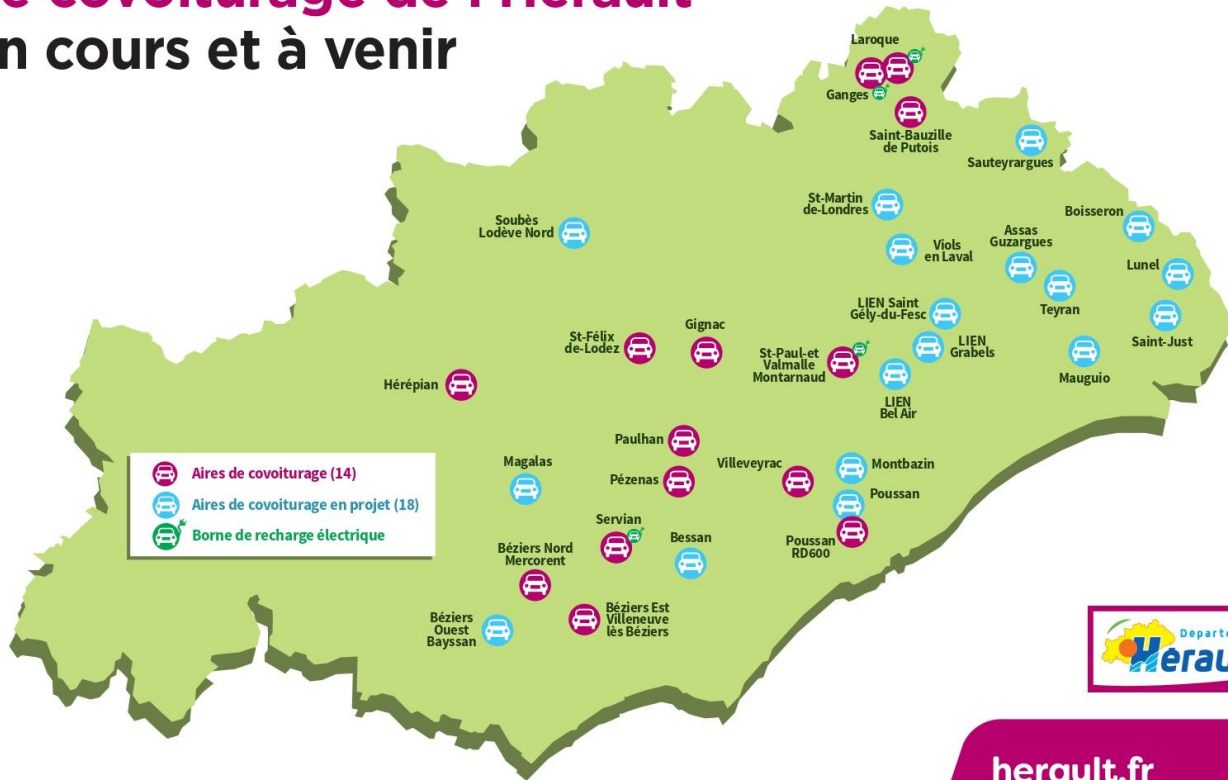 e covoiturage de l'Hérault
n cours et à venir
Laroque
Ganges
Saint-Bauzille
de Putois
Sauteyrargues
St-Martin
de-Londres
Boisseron
Soubès
Lodève Nord
Viols
en Laval
Assas
Guzargues
Lunel
Teyran
LIEN Saint
Gély-du-Fesc
Saint-Just
St-Félix
de-Lodez
Gignac
St-Paul-et
Valmalle
Montarnaud
LIEN
Grabels
Mauguio
Hérépian
LIEN
Bel Air
Paulhan
Magalas
Pézenas
Villeveyrac
Montbazin
Poussan
Aires de covoiturage (14)
Aires de covoiturage en projet (18)
Borne de recharge électrique
Servian
Bessan
Poussan
RD600
Béziers Nord
Mercorent
Béziers
Ouest
Bayssan
Béziers Est
Villeneuve
lès Béziers
Departe
Hérau
herault.fr